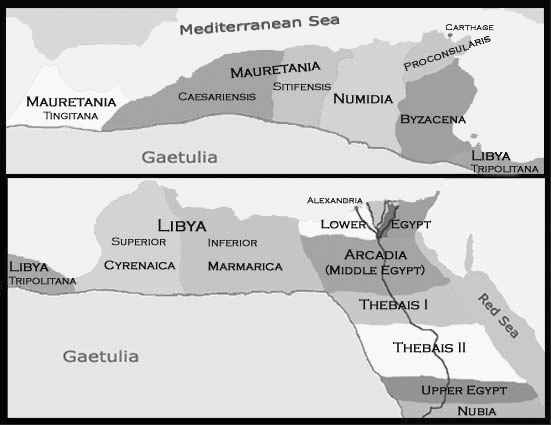 Mediterranean Sea
CARTHAGE
PROCONSULARIS
MAURETANIA
CAESARIENSIS
SITIFENSIS
MAURETANIA
TINGITANA
NUMIDIA
BYZACENA
Gaetulia
LIBYA
TRIPOLITANA
ALEXANDRIA
LOWER EGYPT
LIBYA
SUPERIOR
INFERIOR
CYRENAICA
MARMARICA
ARCADIA
(MIDDLE EGYPT)
LIBYA
TRIPOLITANA
THEBAIS I
Red Sea
Gaetulia
THEBAIS II
UPPER EGYPT
NUBIA